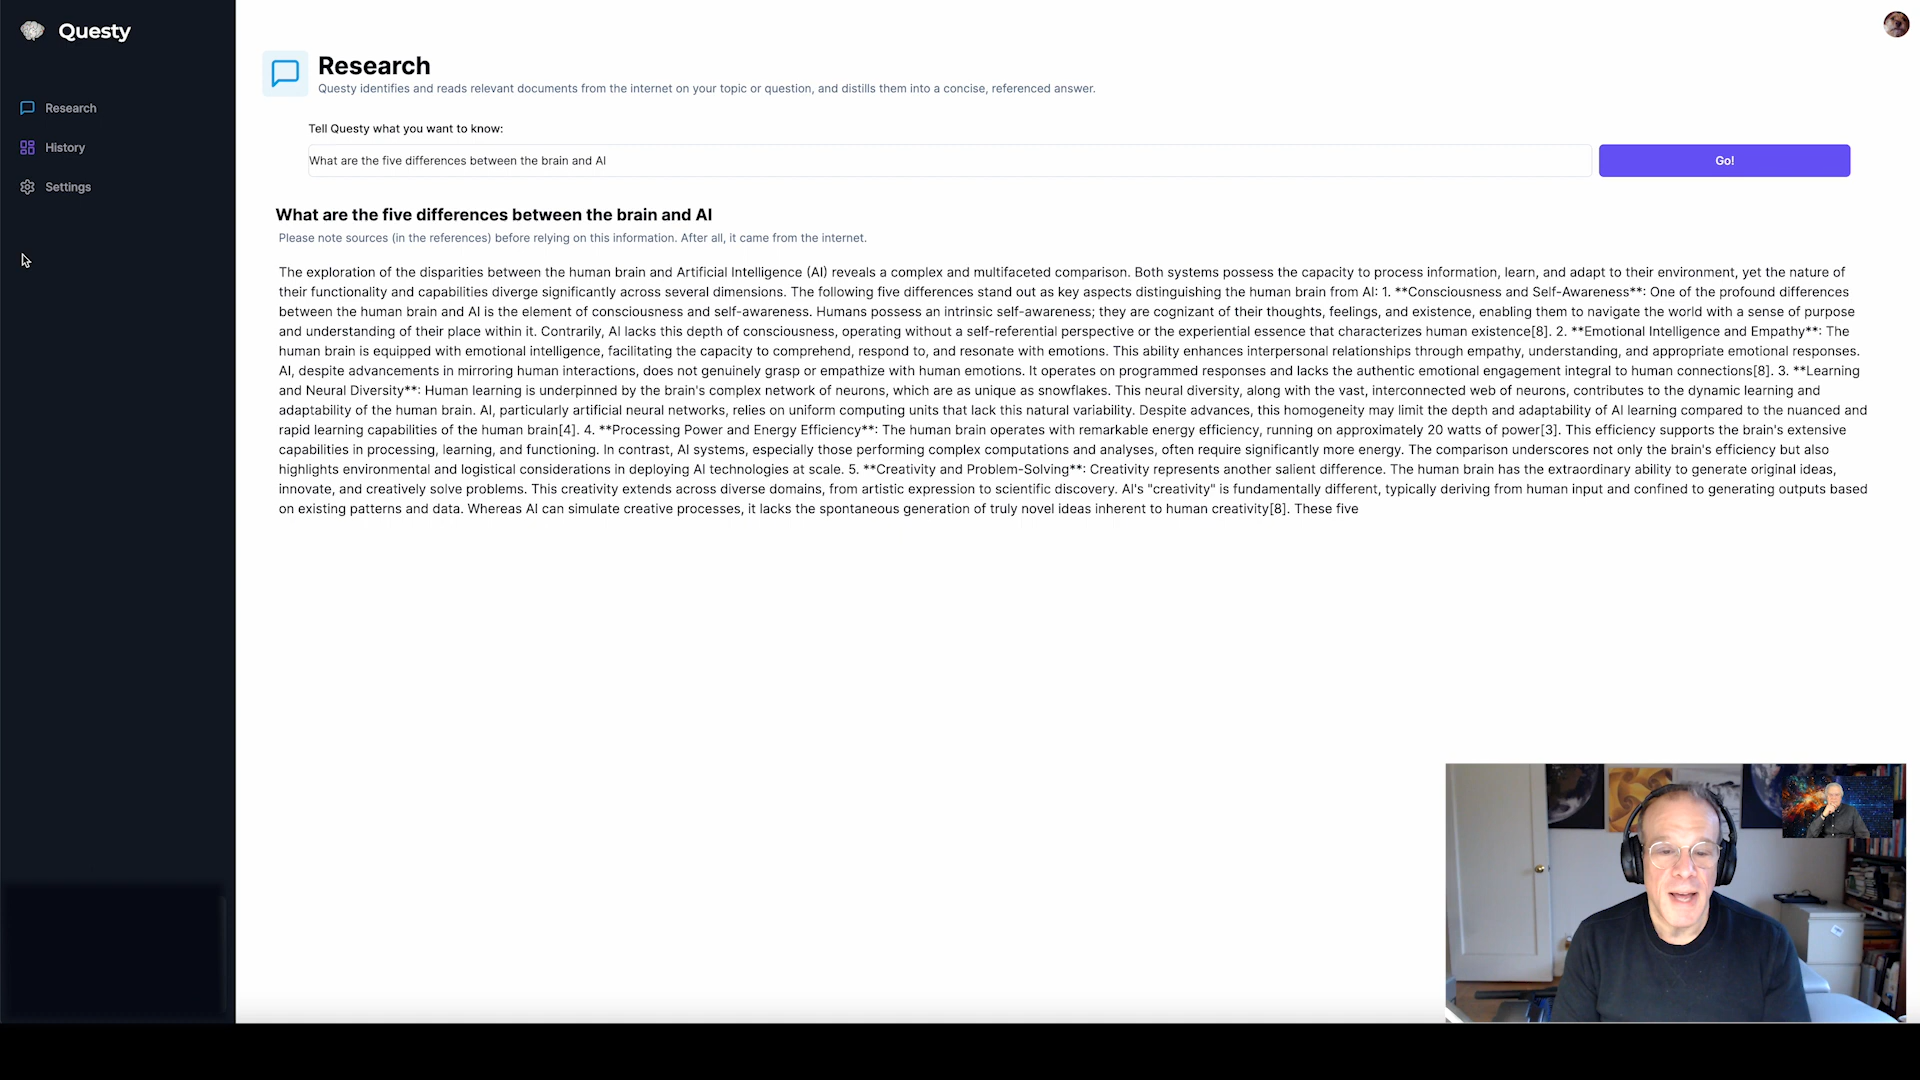 Questy
Research
History
Settings
Research
Questy identifies and reads relevant documents from the internet on your topic or question, and distills them into a concise, referenced answer.
Tell Questy what you want to know:
What are the five differences between the brain and AI
Go!
What are the five differences between the brain and AI
Please note sources (in the references) before relying on this information. After all, it came from the internet.
The exploration of the disparities between the human brain and Artificial Intelligence (AI) reveals a complex and multifaceted comparison. Both systems possess the capacity to process information, learn, and adapt to their environment, yet the nature of
their functionality and capabilities diverge significantly across several dimensions. The following five differences stand out as key aspects distinguishing the human brain from AI: 1. **Consciousness and Self-Awareness**: One of the profound differences
between the human brain and AI is the element of consciousness and self-awareness. Humans possess an intrinsic self-awareness; they are cognizant of their thoughts, feelings, and existence, enabling them to navigate the world with a sense of purpose
and understanding of their place within it. Contrarily, AI lacks this depth of consciousness, operating without a self-referential perspective or the experiential essence that characterizes human existence[8]. 2. **Emotional Intelligence and Empathy**: The
human brain is equipped with emotional intelligence, facilitating the capacity to comprehend, respond to, and resonate with emotions. This ability enhances interpersonal relationships through empathy, understanding, and appropriate emotional responses.
AI, despite advancements in mirroring human interactions, does not genuinely grasp or empathize with human emotions. It operates on programmed responses and lacks the authentic emotional engagement integral to human connections[8]. 3. **Learning
and Neural Diversity**: Human learning is underpinned by the brain's complex network of neurons, which are as unique as snowflakes. This neural diversity, along with the vast, interconnected web of neurons, contributes to the dynamic learning and
adaptability of the human brain. AI, particularly artificial neural networks, relies on uniform computing units that lack this natural variability. Despite advances, this homogeneity may limit the depth and adaptability of AI learning compared to the nuanced and
rapid learning capabilities of the human brain[4]. 4. **Processing Power and Energy Efficiency**: The human brain operates with remarkable energy efficiency, running on approximately 20 watts of power[3]. This efficiency supports the brain's extensive
capabilities in processing, learning, and functioning. In contrast, AI systems, especially those performing complex computations and analyses, often require significantly more energy. The comparison underscores not only the brain's efficiency but also
highlights environmental and logistical considerations in deploying AI technologies at scale. 5. **Creativity and Problem-Solving**: Creativity represents another salient difference. The human brain has the extraordinary ability to generate original ideas,
innovate, and creatively solve problems. This creativity extends across diverse domains, from artistic expression to scientific discovery. AI's "creativity" is fundamentally different, typically deriving from human input and confined to generating outputs based
on existing patterns and data. Whereas AI can simulate creative processes, it lacks the spontaneous generation of truly novel ideas inherent to human creativity[8]. These five